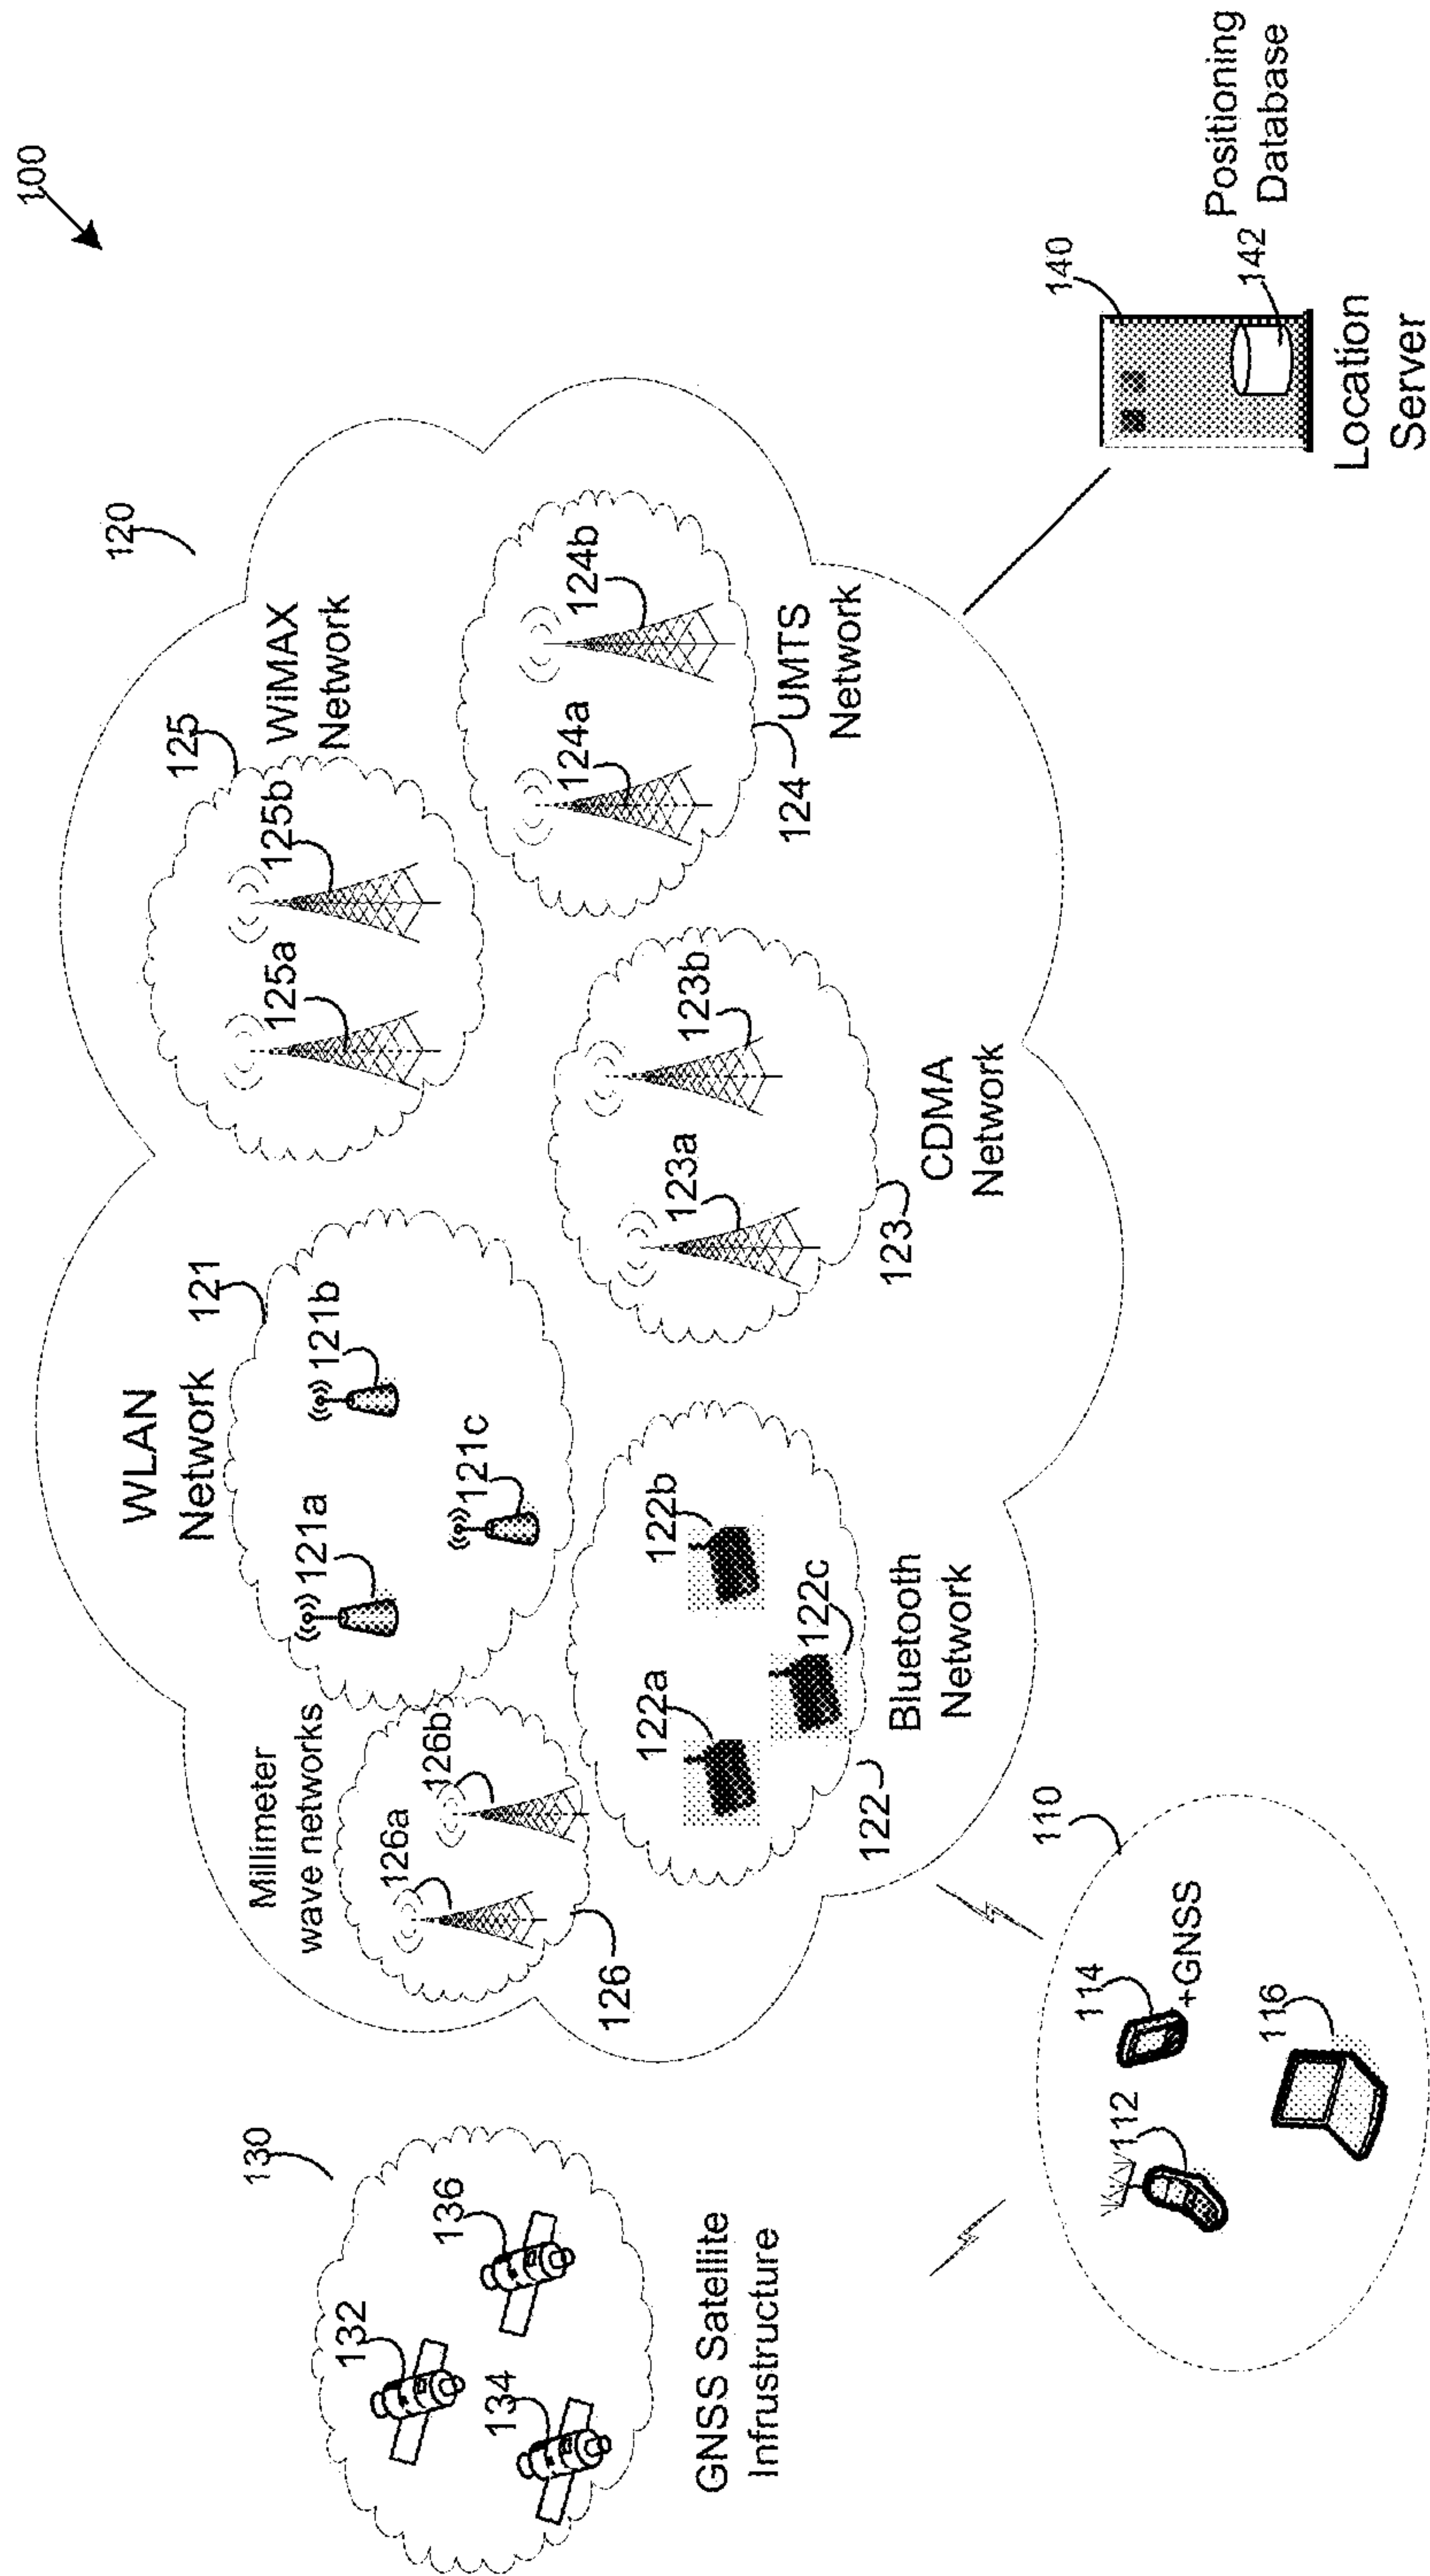 100
120
WLAN
Network
121
121a
121b
121c
WiMAX
Network
125
125a
125b
Millimeter
wave networks
126a
126b
126
130
132
136
134
GNSS Satellite
Infrustructure
122a
122b
122c
122
Bluetooth
Network
123a
123b
123
CDMA
Network
124a
124b
124
UMTS
Network
110
112
114
+GNSS
116
140
142
Positioning
Database
Location
Server